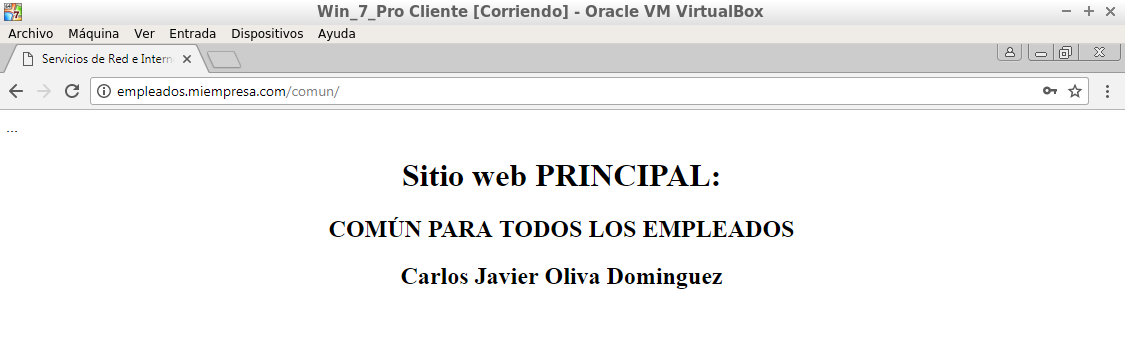 Win_7_Pro Cliente [Corriendo] - Oracle VM VirtualBox
Archivo Máquina Ver Entrada Dispositivos Ayuda
Servicios de Red e Intern
empleados.miempresa.com/comun/
...
Sitio web PRINCIPAL:
COMÚN PARA TODOS LOS EMPLEADOS
Carlos Javier Oliva Dominguez